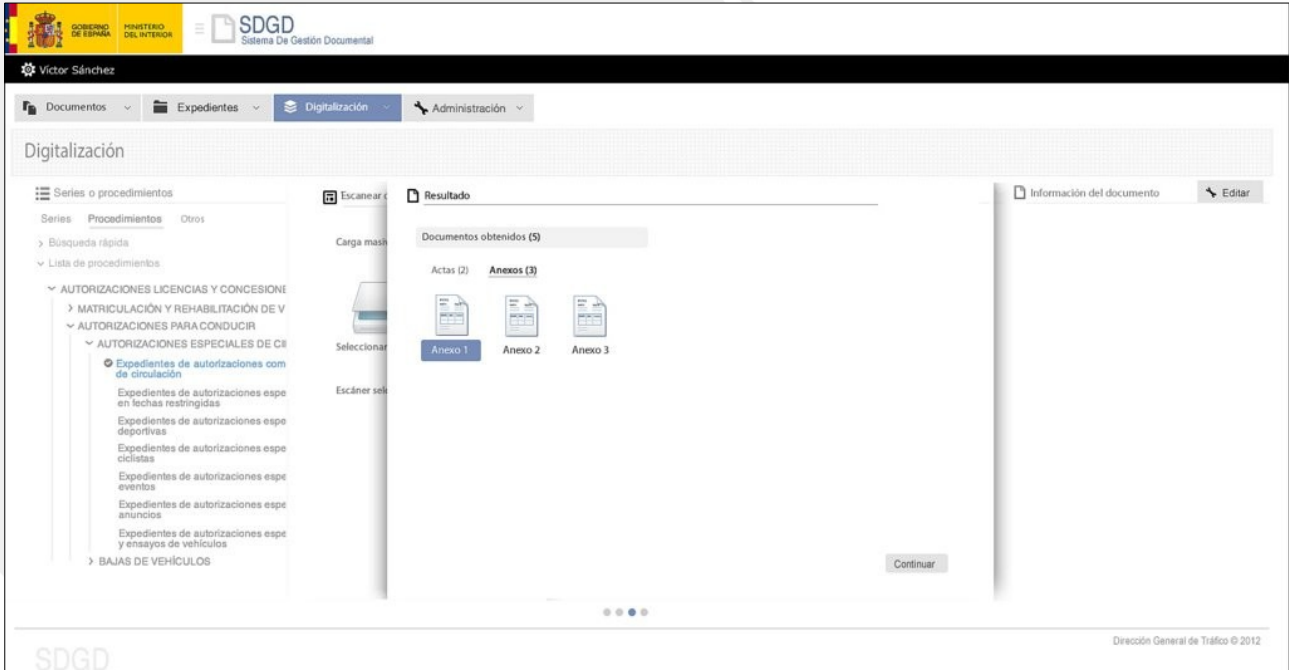 GOBIERNO
DE ESPAÑA
MINISTERIO
DEL INTERIOR
SDGD
Sistema De Gestión Documental
Víctor Sánchez
Documentos
Expedientes
Digitalización
Administración
Digitalización
Series o procedimientos
Series Procedimientos Otros
Búsqueda rápida
Lista de procedimientos
AUTORIZACIONES LICENCIAS Y CONCESIONE
MATRICULACIÓN Y REHABILITACIÓN DE V
AUTORIZACIONES PARA CONDUCIR
AUTORIZACIONES ESPECIALES DE CI
Expedientes de autorizaciones com
de circulación
Expedientes de autorizaciones espe
en fechas restringidas
Expedientes de autorizaciones espe
deportivas
Expedientes de autorizaciones espe
ciclistas
Expedientes de autorizaciones espe
eventos
Expedientes de autorizaciones espe
anuncios
Expedientes de autorizaciones espe
y ensayos de vehículos
BAJAS DE VEHÍCULOS
Escanear
Carga masiv
Seleccionar
Escáner sele
Resultado
Documentos obtenidos (5)
Actas (2) Anexos (3)
Anexo 1 Anexo 2 Anexo 3
Continuar
Información del documento
Editar
Dirección General de Tráfico © 2012
SDGD